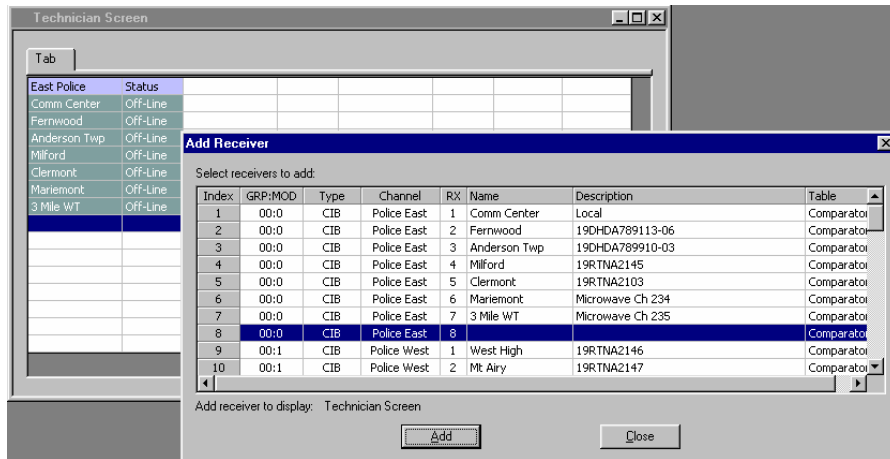 Technician Screen
Tab
East Police Status
Comm Center Off-Line
Fernwood Off-Line
Anderson Twp Off-Line
Milford Off-Line
Clermont Off-Line
Mariemont Off-Line
3 Mile WT Off-Line
Add Receiver
Select receivers to add:
Index GRP:MOD Type Channel RX Name Description Table
1 00:0 CIB Police East 1 Comm Center Local Comparator
2 00:0 CIB Police East 2 Fernwood 19DHDA789113-06 Comparator
3 00:0 CIB Police East 3 Anderson Twp 19DHDA789910-03 Comparator
4 00:0 CIB Police East 4 Milford 19RTNA2145 Comparator
5 00:0 CIB Police East 5 Clermont 19RTNA2103 Comparator
6 00:0 CIB Police East 6 Mariemont Microwave Ch 234 Comparator
7 00:0 CIB Police East 7 3 Mile WT Microwave Ch 235 Comparator
8 00:0 CIB Police East 8 Comparator
9 00:1 CIB Police West 1 West High 19RTNA2146 Comparator
10 00:1 CIB Police West 2 Mt Airy 19RTNA2147 Comparator
Add receiver to display: Technician Screen
Add
Close